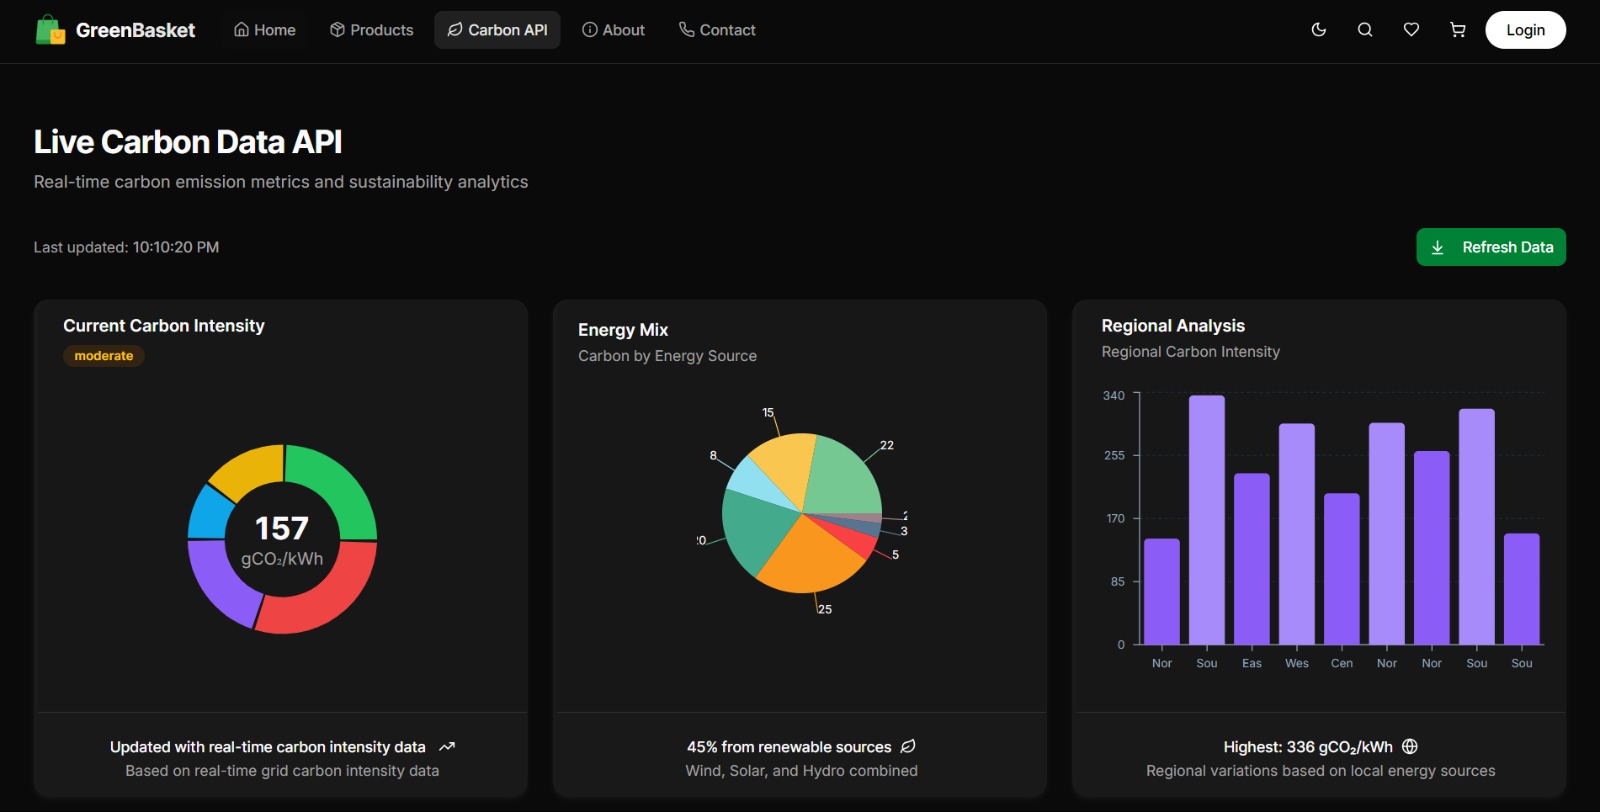 GreenBasket
Home
Products
Carbon API
About
Contact
Login
Live Carbon Data API
Real-time carbon emission metrics and sustainability analytics
Last updated: 10:10:20 PM
Refresh Data
Current Carbon Intensity
moderate
157
gCO₂/kWh
Updated with real-time carbon intensity data
Based on real-time grid carbon intensity data
Energy Mix
Carbon by Energy Source
15
22
8
3
5
25
45% from renewable sources
Wind, Solar, and Hydro combined
Regional Analysis
Regional Carbon Intensity
340
255
170
85
0
Nor Sou Eas Wes Cen Nor Nor Sou Sou
Highest: 336 gCO₂/kWh
Regional variations based on local energy sources